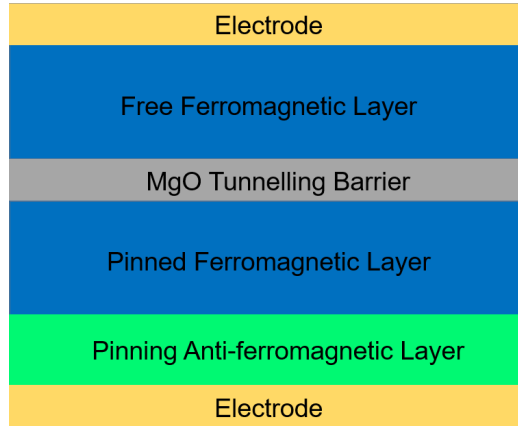 Electrode
Free Ferromagnetic Layer
MgO Tunnelling Barrier
Pinned Ferromagnetic Layer
Pinning Anti-ferromagnetic Layer
Electrode